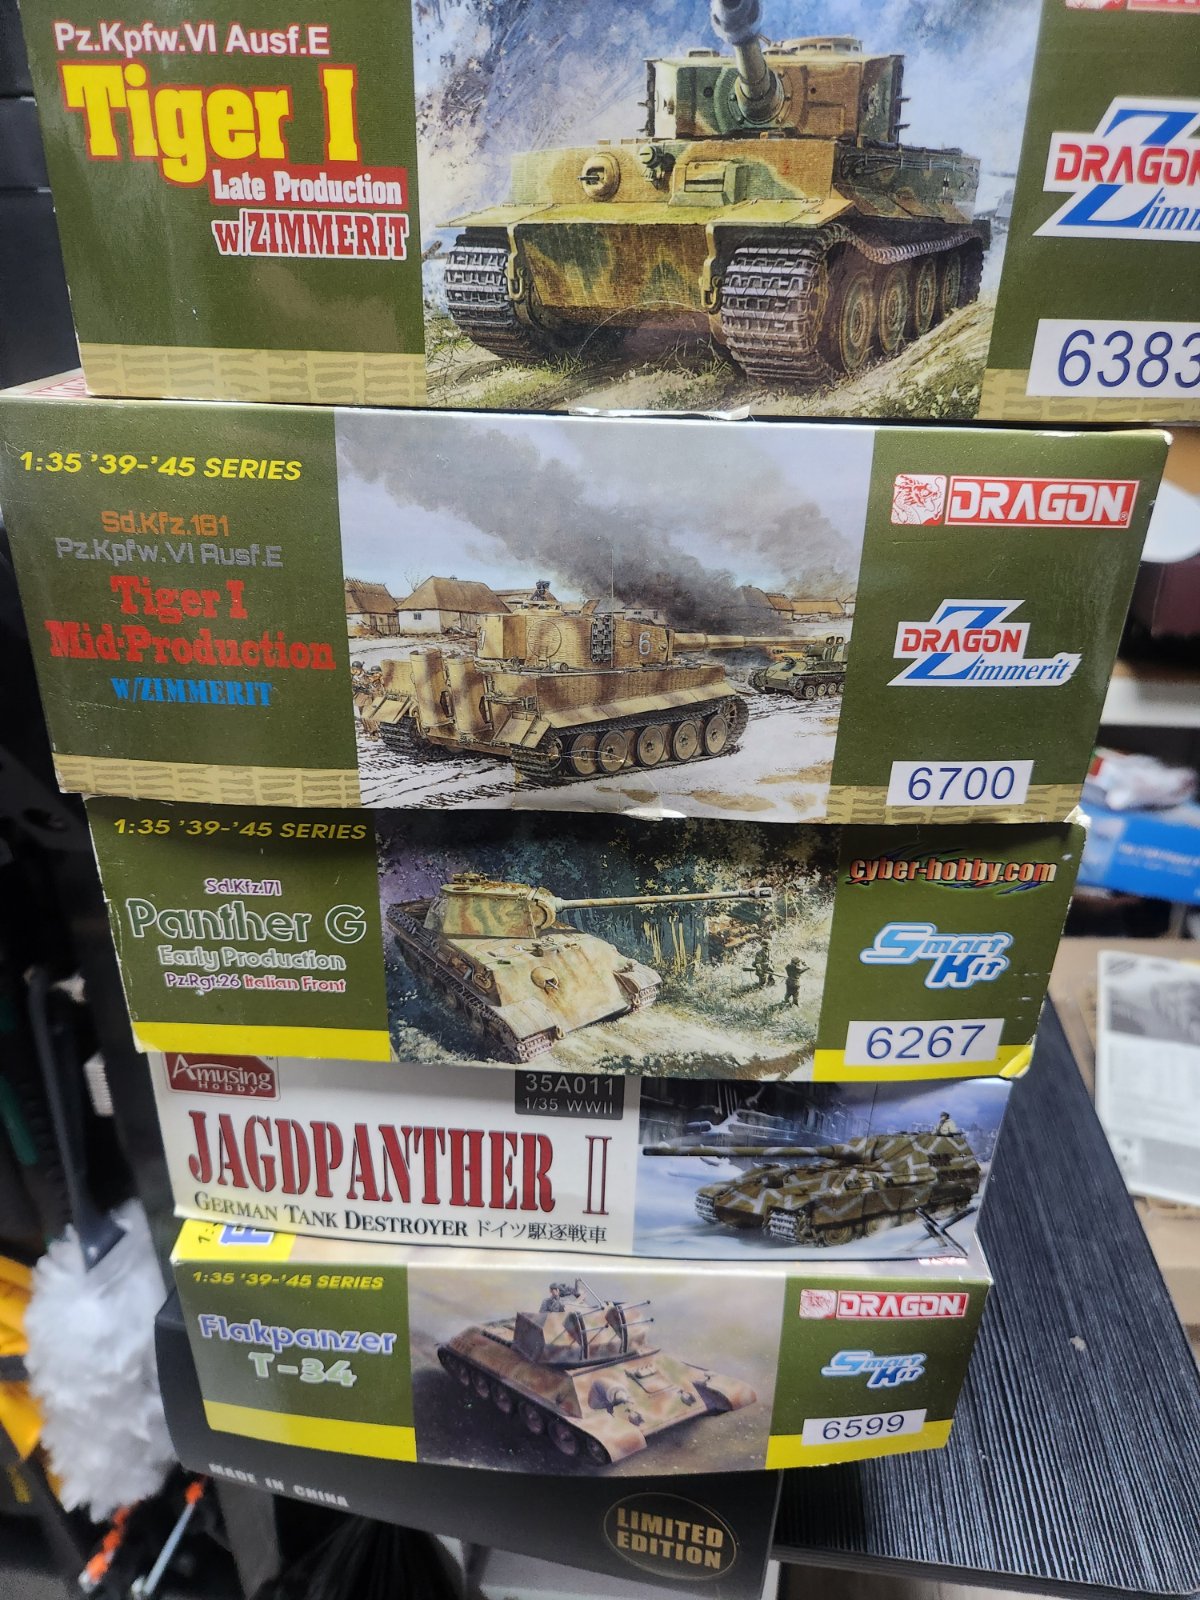 Pz.Kpfw.VI Ausf.E
Tiger I
Late Production
w/ZIMMERIT
DRAGON
DRAGON
Zimmerit
6383
1:35 '39-'45 SERIES
Sd.Kfz.181
Pz.Kpfw.VI Ausf.E
Tiger I
Mid-Production
w/ZIMMERIT
6
DRAGON
DRAGON
Zimmerit
6700
1:35 '39-'45 SERIES
Sd.Kfz.171
Panther G
Early Production
Pz.Rgt.26 Italian Front
cyber-hobby.com
Smart
Kit
6267
Amusing
Hobby
35A011
1/35 WWII
JAGDPANTHER II
GERMAN TANK DESTROYER ドイツ駆逐戦車
1:35 '39-'45 SERIES
Flakpanzer
T-34
DRAGON
Smart
Kit
6599
MADE IN CHINA
LIMITED
EDITION